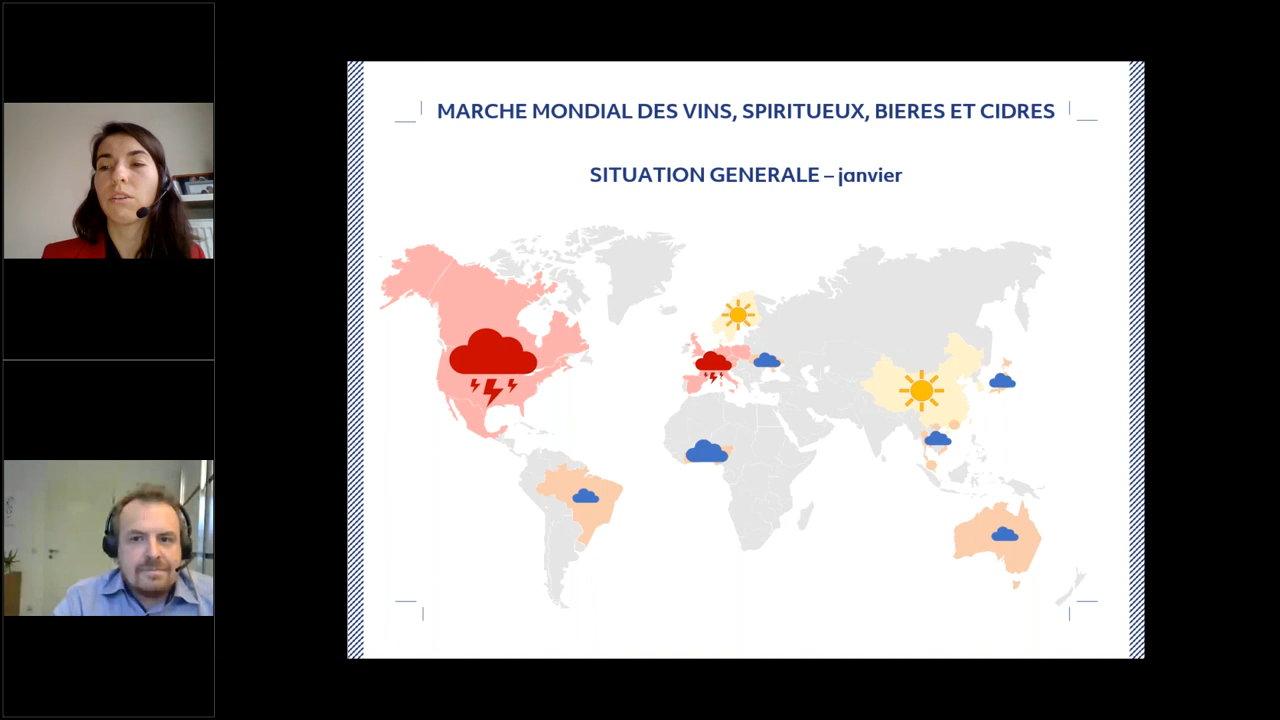 MARCHE MONDIAL DES VINS, SPIRITUEUX, BIERES ET CIDRES
SITUATION GENERALE – janvier